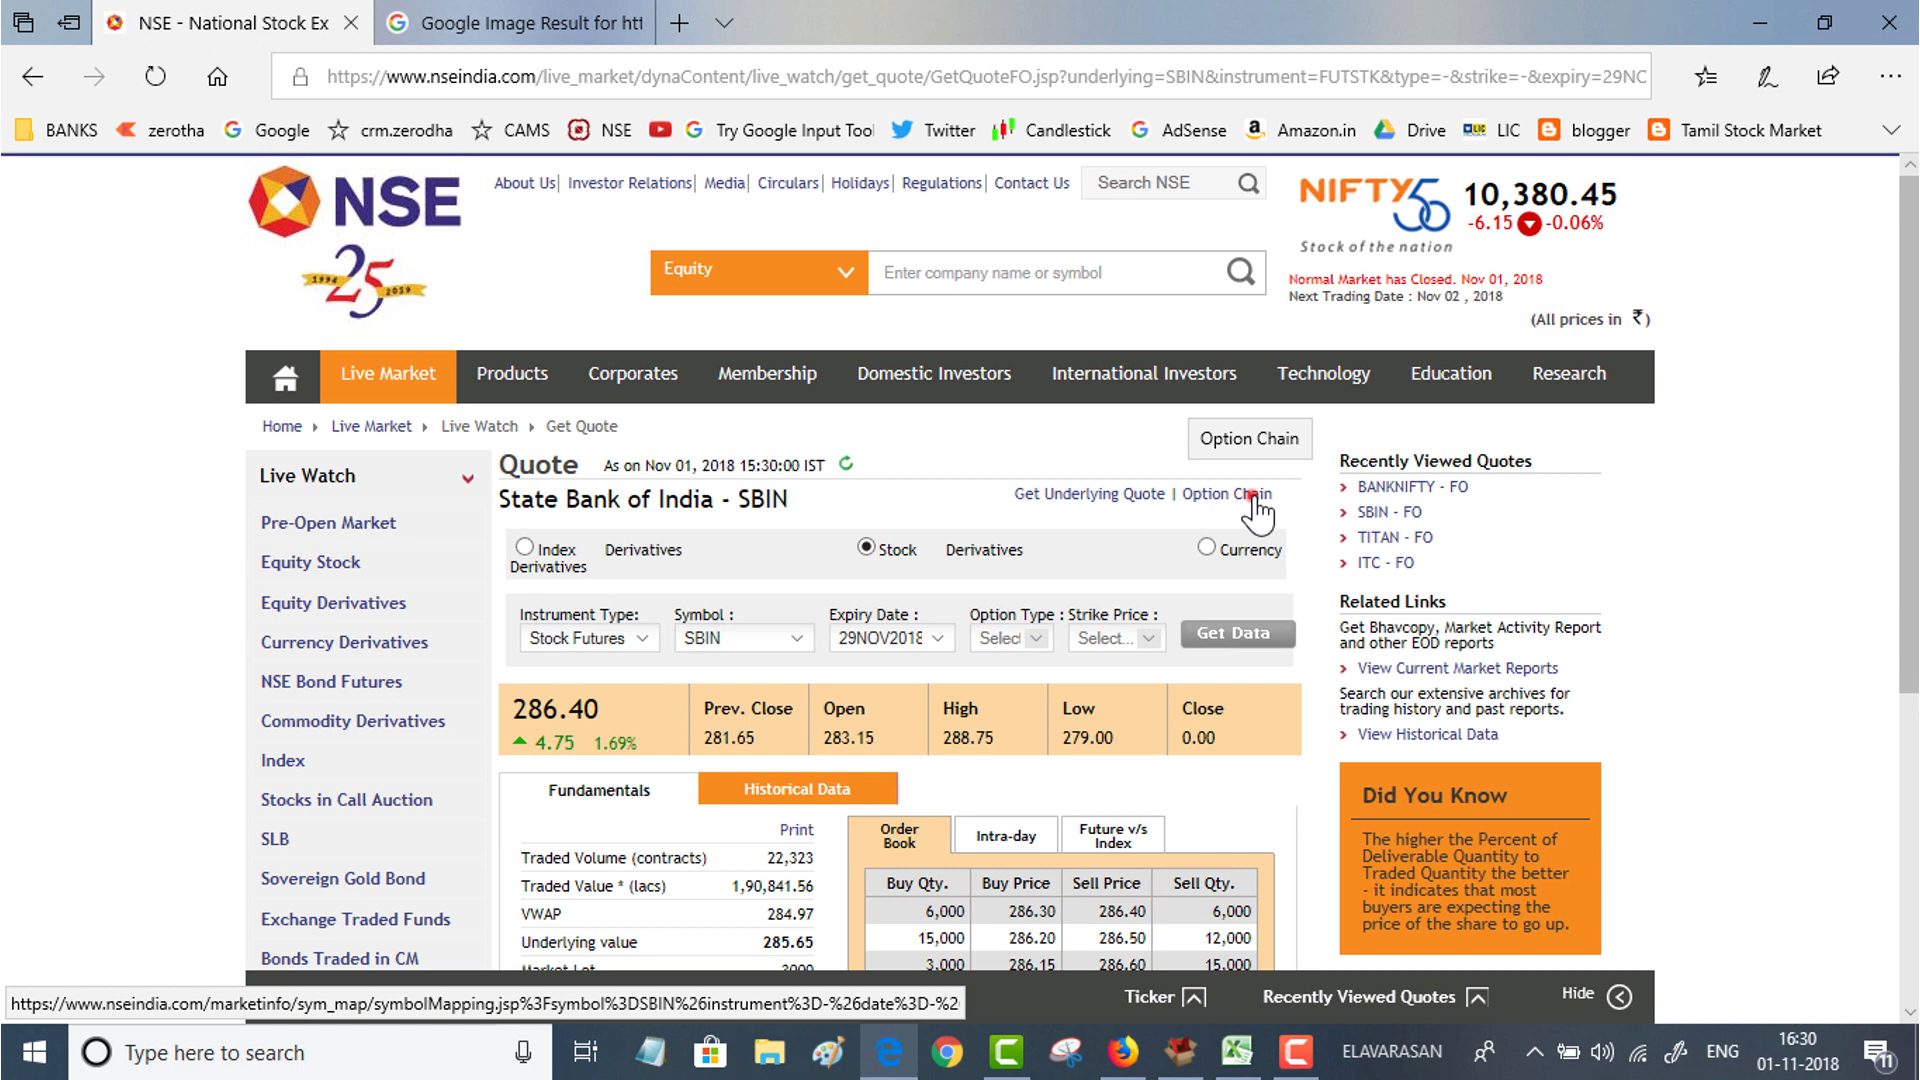 NSE - National Stock Ex
Google Image Result for htt
https://www.nseindia.com/live_market/dynaContent/live_watch/get_quote/GetQuoteFO.jsp?underlying=SBIN&instrument=FUTSTK&type=-&strike=-&expiry=29NC
BANKS zerotha Google crm.zerodha CAMS NSE Try Google Input Tool Twitter Candlestick AdSense Amazon.in Drive LIC blogger Tamil Stock Market
NSE
1994 25 2019
About Us| Investor Relations| Media| Circulars| Holidays| Regulations| Contact Us
Search NSE
NIFTY50
Stock of the nation
10,380.45
-6.15 -0.06%
Equity
Enter company name or symbol
Normal Market has Closed. Nov 01, 2018
Next Trading Date : Nov 02 , 2018
(All prices in ₹)
Live Market Products Corporates Membership Domestic Investors International Investors Technology Education Research
Home Live Market Live Watch Get Quote
Option Chain
Live Watch
Pre-Open Market
Equity Stock
Equity Derivatives
Currency Derivatives
NSE Bond Futures
Commodity Derivatives
Index
Stocks in Call Auction
SLB
Sovereign Gold Bond
Exchange Traded Funds
Bonds Traded in CM
Quote As on Nov 01, 2018 15:30:00 IST
State Bank of India - SBIN
Get Underlying Quote | Option Chain
Index Derivatives Stock Derivatives Currency
Derivatives
Instrument Type: Symbol : Expiry Date : Option Type : Strike Price :
Stock Futures SBIN 29NOV2018 Select Select... Get Data
286.40 Prev. Close Open High Low Close
4.75 1.69% 281.65 283.15 288.75 279.00 0.00
Fundamentals Historical Data
Print
Traded Volume (contracts) 22,323
Traded Value * (lacs) 1,90,841.56
VWAP 284.97
Underlying value 285.65
Market Lot 3000
Order Book Intra-day Future v/s Index
Buy Qty. Buy Price Sell Price Sell Qty.
6,000 286.30 286.40 6,000
15,000 286.20 286.50 12,000
3,000 286.15 286.60 15,000
Recently Viewed Quotes
BANKNIFTY - FO
SBIN - FO
TITAN - FO
ITC - FO
Related Links
Get Bhavcopy, Market Activity Report
and other EOD reports
View Current Market Reports
Search our extensive archives for
trading history and past reports.
View Historical Data
Did You Know
The higher the Percent of
Deliverable Quantity to
Traded Quantity the better
- it indicates that most
buyers are expecting the
price of the share to go up.
https://www.nseindia.com/marketinfo/sym_map/symbolMapping.jsp%3Fsymbol%3DSBIN%26instrument%3D-%26date%3D-%2
Ticker Recently Viewed Quotes Hide
Type here to search
ELAVARASAN
ENG
16:30
01-11-2018
11